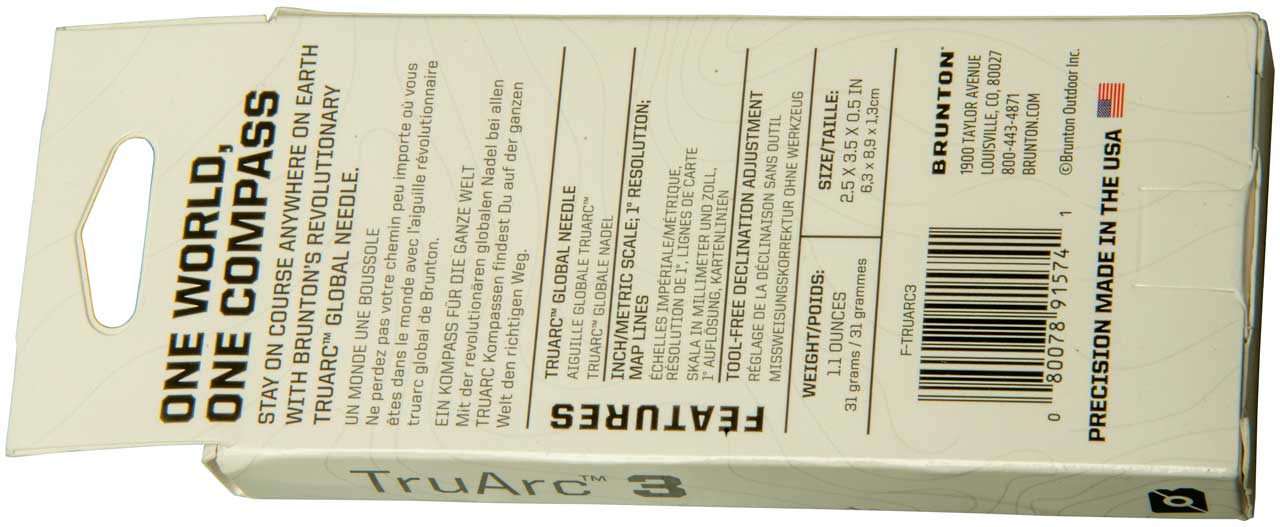 ONE WORLD,
ONE COMPASS
STAY ON COURSE ANYWHERE ON EARTH
WITH BRUNTON'S REVOLUTIONARY
TRUARC™ GLOBAL NEEDLE.
UN MONDE UNE BOUSSOLE
Ne perdez pas votre chemin peu importe où vous
êtes dans le monde avec l'aiguille révolutionnaire
truarc global de Brunton.
EIN KOMPASS FÜR DIE GANZE WELT
Mit der revolutionären globalen Nadel bei allen
TRUARC Kompassen findest Du auf der ganzen
Welt den richtigen Weg.
FÉATURES
TRUARC™ GLOBAL NEEDLE
AIGUILLE GLOBALE TRUARC™
TRUARC™ GLOBALE NADEL
INCH/METRIC SCALE; 1° RESOLUTION;
MAP LINES
ÉCHELLES IMPÉRIALE/MÉTRIQUE,
RÉSOLUTION DE 1°, LIGNES DE CARTE
SKALA IN MILLIMETER UND ZOLL,
1° AUFLÖSUNG, KARTENLINIEN
TOOL-FREE DECLINATION ADJUSTMENT
RÉGLAGE DE LA DÉCLINAISON SANS OUTIL
MISSWEISUNGSKORREKTUR OHNE WERKZEUG
WEIGHT/POIDS:
1.1 OUNCES
31 grams / 31 grammes
SIZE/TAILLE:
2.5 X 3.5 X 0.5 IN
6,3 x 8,9 x 1,3cm
F-TRUARC3
0 80078 91574 1
BRUNTON
1900 TAYLOR AVENUE
LOUISVILLE, CO, 80027
800-443-4871
BRUNTON.COM
©Brunton Outdoor Inc.
PRECISION MADE IN THE USA
TruArc™ 3